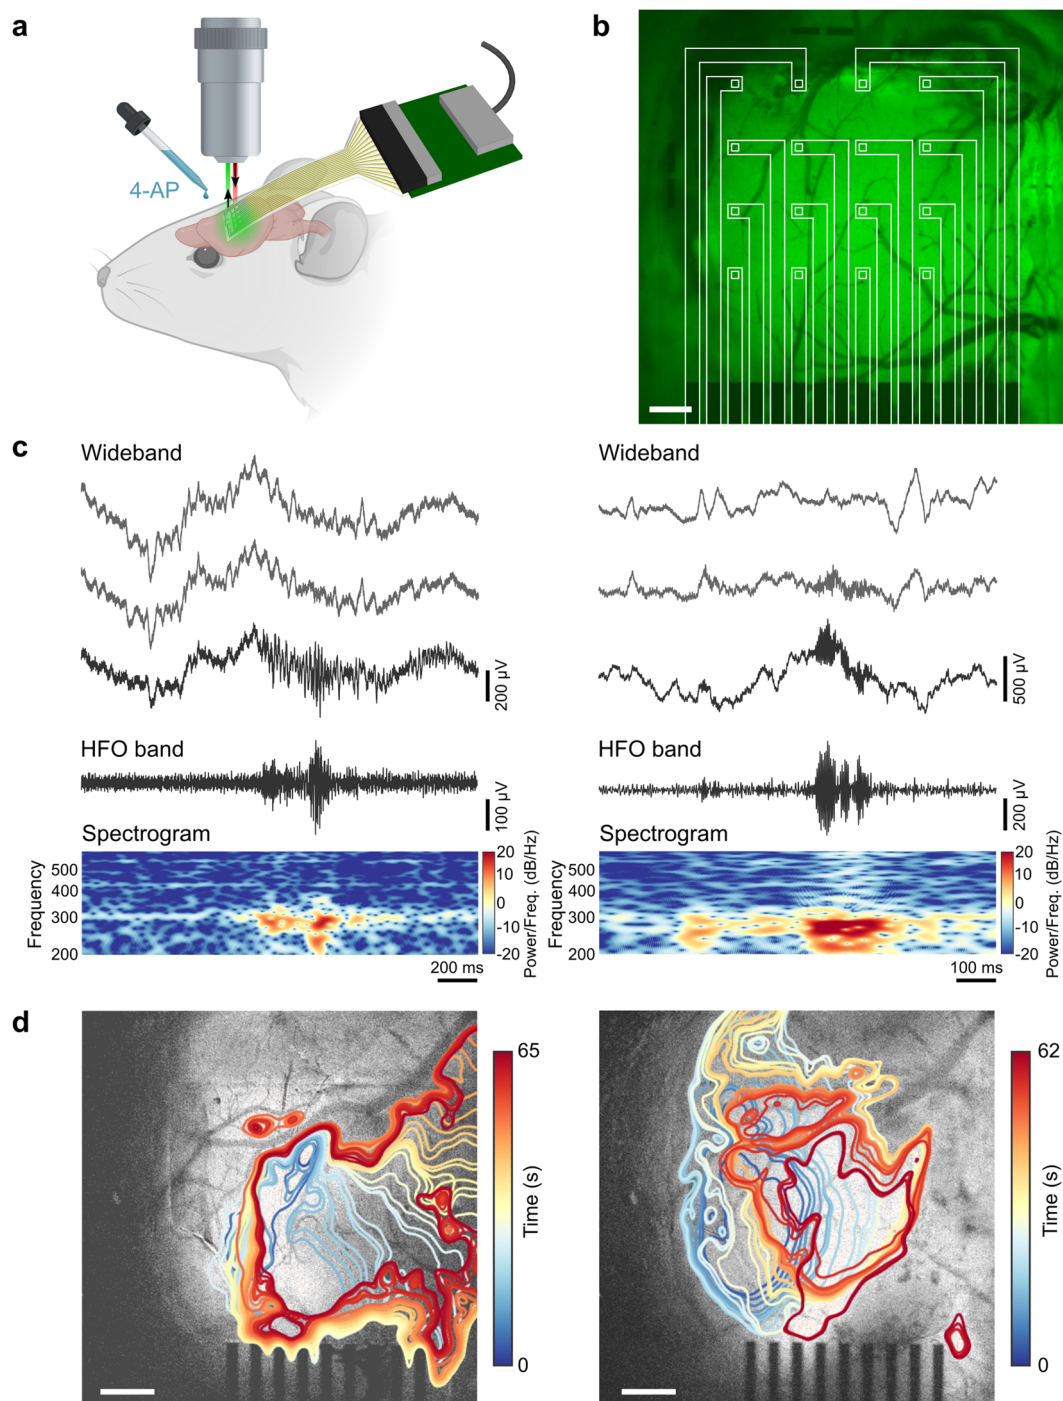 a
b
4-AP
c
Wideband
Wideband
200 µV
500 µV
HFO band
HFO band
100 µV
200 µV
Spectrogram
Spectrogram
Frequency
500
400
300
200
20
10
0
-10
-20
Power/Freq. (dB/Hz)
200 ms
Frequency
500
400
300
200
20
10
0
-10
-20
Power/Freq. (dB/Hz)
100 ms
d
65
Time (s)
0
62
Time (s)
0